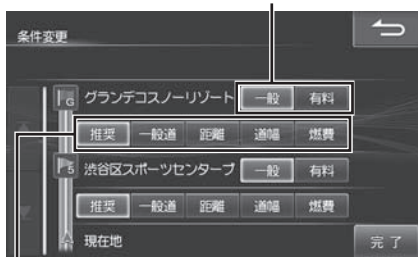 条件変更
G グランデコスノーリゾート 一般 有料
推奨 一般道 距離 道幅 燃費
5 渋谷区スポーツセンタープ 一般 有料
推奨 一般道 距離 道幅 燃費
現在地 完了